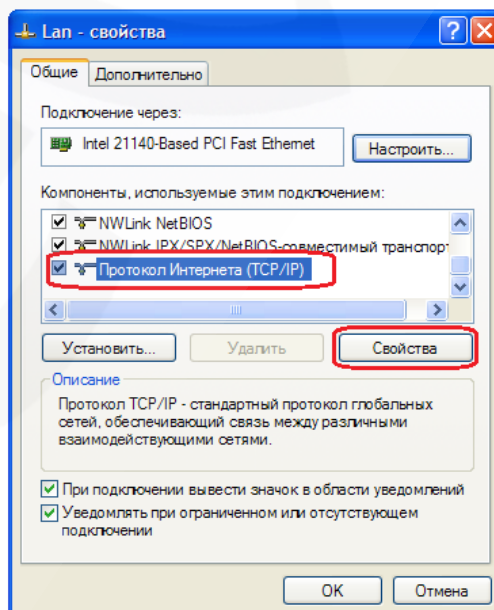 Lan - свойства
Общие
Дополнительно
Подключение через:
Intel 21140-Based PCI Fast Ethernet
Настроить...
Компоненты, используемые этим подключением:
NWLink NetBIOS
NWLink IPX/SPX/NetBIOS-совместимый транспорт
Протокол Интернета (TCP/IP)
Установить...
Удалить
Свойства
Описание
Протокол TCP/IP - стандартный протокол глобальных
сетей, обеспечивающий связь между различными
взаимодействующими сетями.
При подключении вывести значок в области уведомлений
Уведомлять при ограниченном или отсутствующем
подключении
OK
Отмена